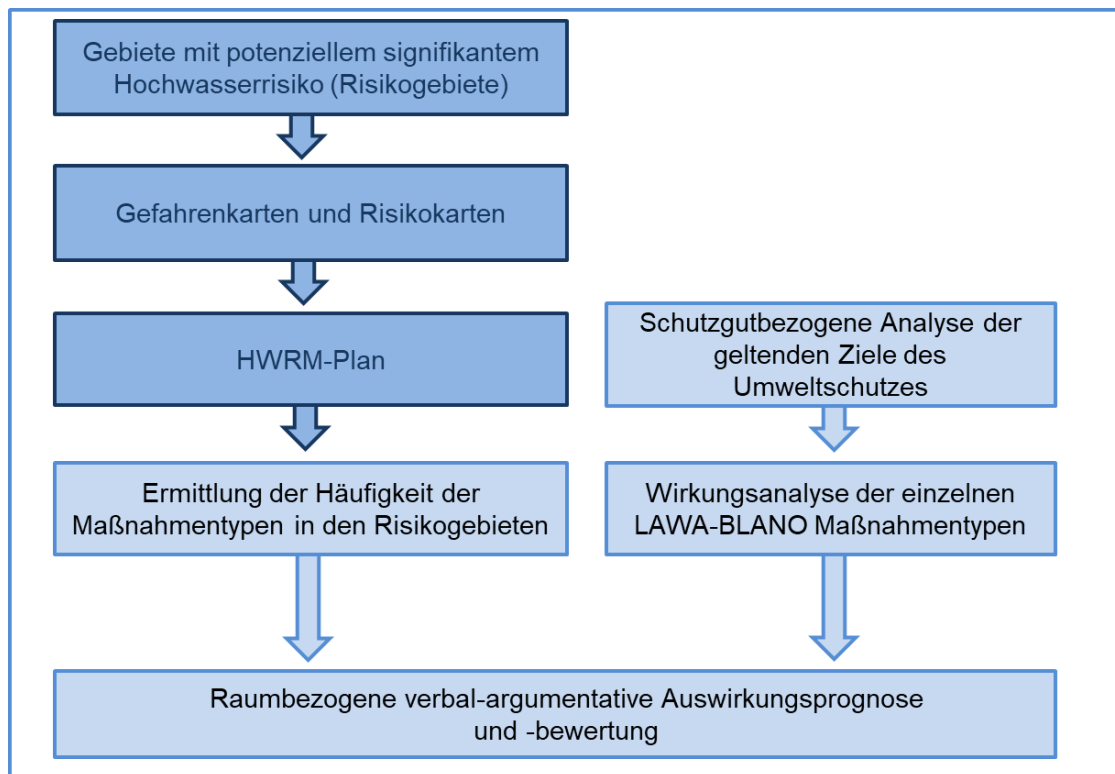 Gebiete mit potenziellem signifikantem
Hochwasserrisiko (Risikogebiete)
Gefahrenkarten und Risikokarten
HWRM-Plan
Schutzgutbezogene Analyse der
geltenden Ziele des
Umweltschutzes
Ermittlung der Häufigkeit der
Maßnahmentypen in den Risikogebieten
Wirkungsanalyse der einzelnen
LAWA-BLANO Maßnahmentypen
Raumbezogene verbal-argumentative Auswirkungsprognose
und -bewertung